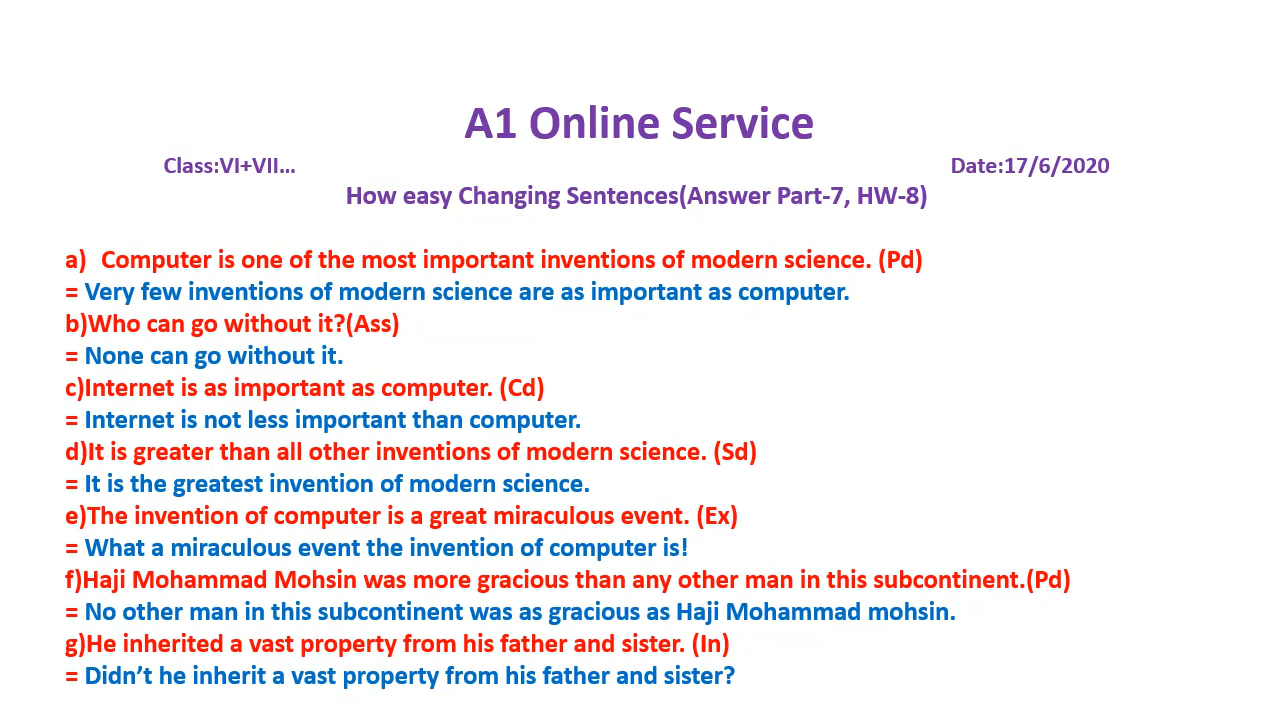 A1 Online Service
Class:VI+VII... Date:17/6/2020
How easy Changing Sentences(Answer Part-7, HW-8)
a) Computer is one of the most important inventions of modern science. (Pd)
= Very few inventions of modern science are as important as computer.
b)Who can go without it?(Ass)
= None can go without it.
c)Internet is as important as computer. (Cd)
= Internet is not less important than computer.
d)It is greater than all other inventions of modern science. (Sd)
= It is the greatest invention of modern science.
e)The invention of computer is a great miraculous event. (Ex)
= What a miraculous event the invention of computer is!
f)Haji Mohammad Mohsin was more gracious than any other man in this subcontinent.(Pd)
= No other man in this subcontinent was as gracious as Haji Mohammad mohsin.
g)He inherited a vast property from his father and sister. (In)
= Didn’t he inherit a vast property from his father and sister?